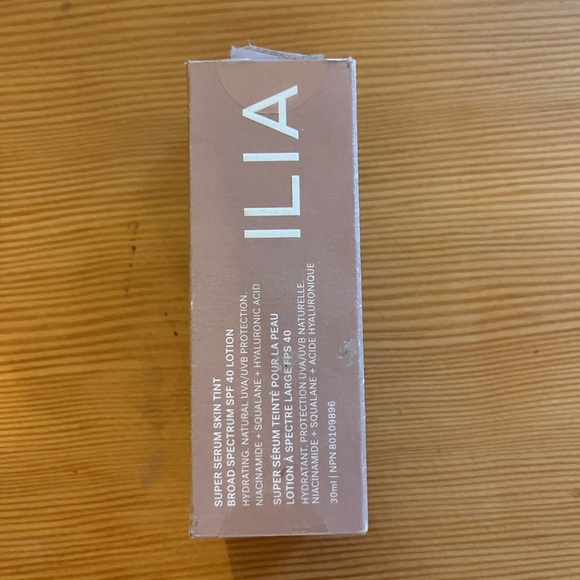 ILIA
SUPER SERUM SKIN TINT
BROAD SPECTRUM SPF 40 LOTION
HYDRATING. NATURAL UVA/UVB PROTECTION.
NIACINAMIDE + SQUALANE + HYALURONIC ACID
SUPER SÉRUM TEINTÉ POUR LA PEAU
LOTION À SPECTRE LARGE FPS 40
HYDRATANT. PROTECTION UVA/UVB NATURELLE.
NIACINAMIDE + SQUALANE + ACIDE HYALURONIQUE
30ml | NPN 80109896